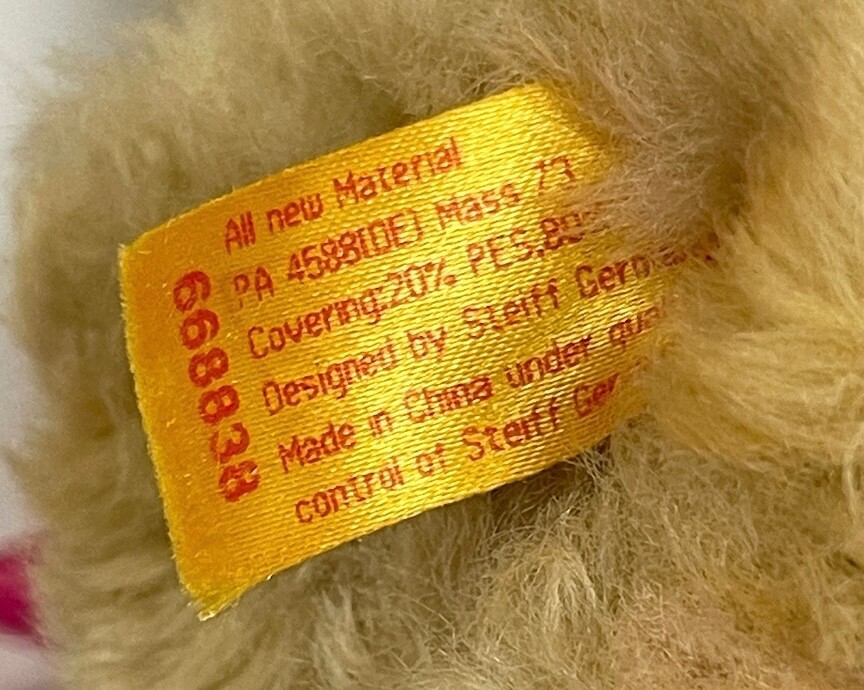 All new Material
PA 4588(DE) Mass /3
Covering:20% PES,80
Designed by Steiff Germany
Made in China under
control of Steiff
668838